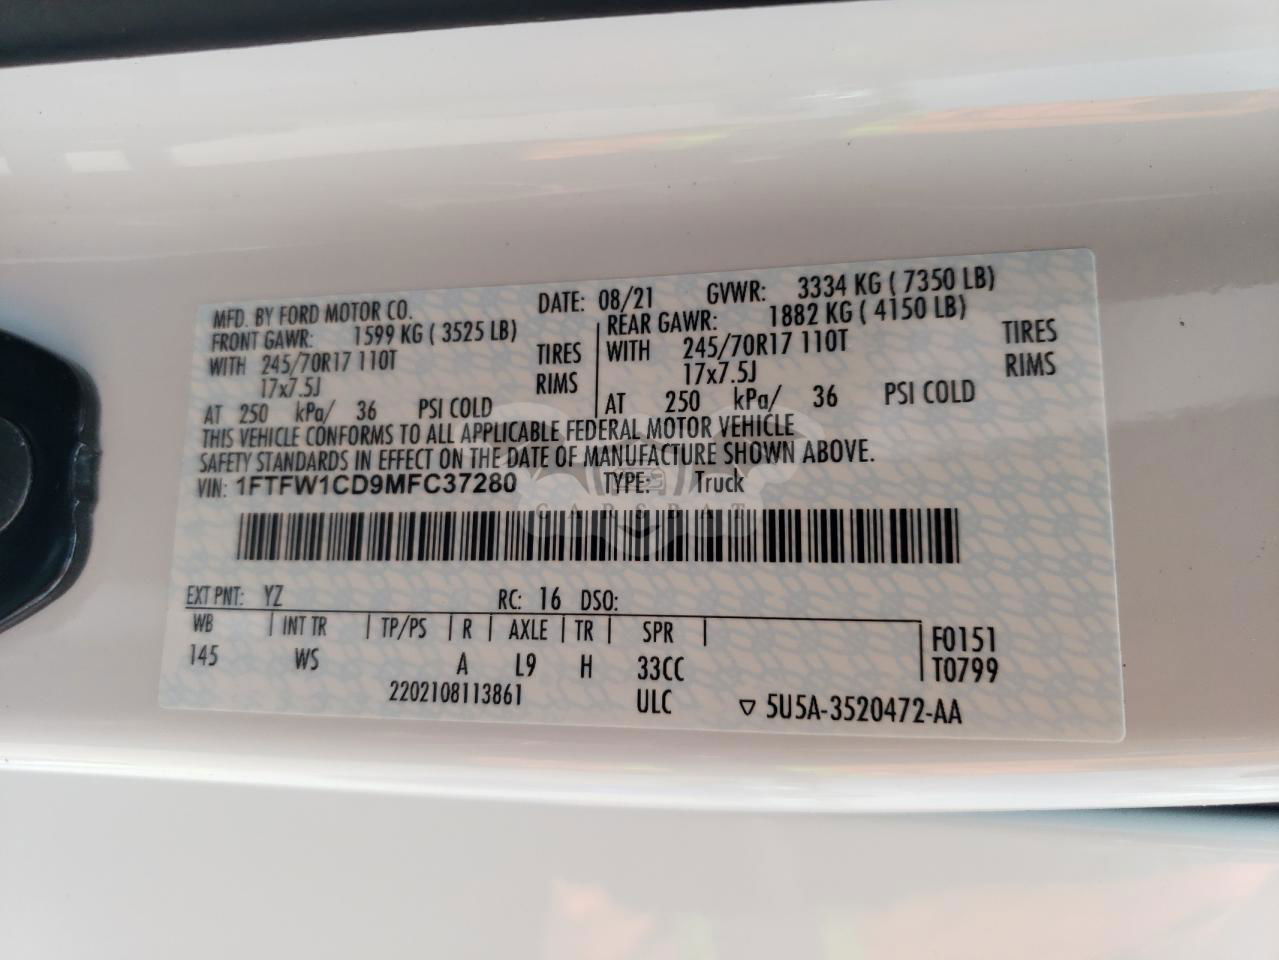 MFD. BY FORD MOTOR CO. DATE: 08/21 GVWR: 3334 KG ( 7350 LB)
FRONT GAWR: 1599 KG ( 3525 LB) REAR GAWR: 1882 KG ( 4150 LB)
WITH 245/70R17 110T TIRES WITH 245/70R17 110T TIRES
17x7.5J RIMS 17x7.5J RIMS
AT 250 kPa/ 36 PSI COLD AT 250 kPa/ 36 PSI COLD
THIS VEHICLE CONFORMS TO ALL APPLICABLE FEDERAL MOTOR VEHICLE
SAFETY STANDARDS IN EFFECT ON THE DATE OF MANUFACTURE SHOWN ABOVE.
VIN: 1FTFW1CD9MFC37280 TYPE: Truck
CARSBAT
EXT PNT: YZ RC: 16 DSO:
WB INT TR TP/PS R AXLE TR SPR F0151
145 WS A L9 H 33CC T0799
2202108113861 ULC 5U5A-3520472-AA